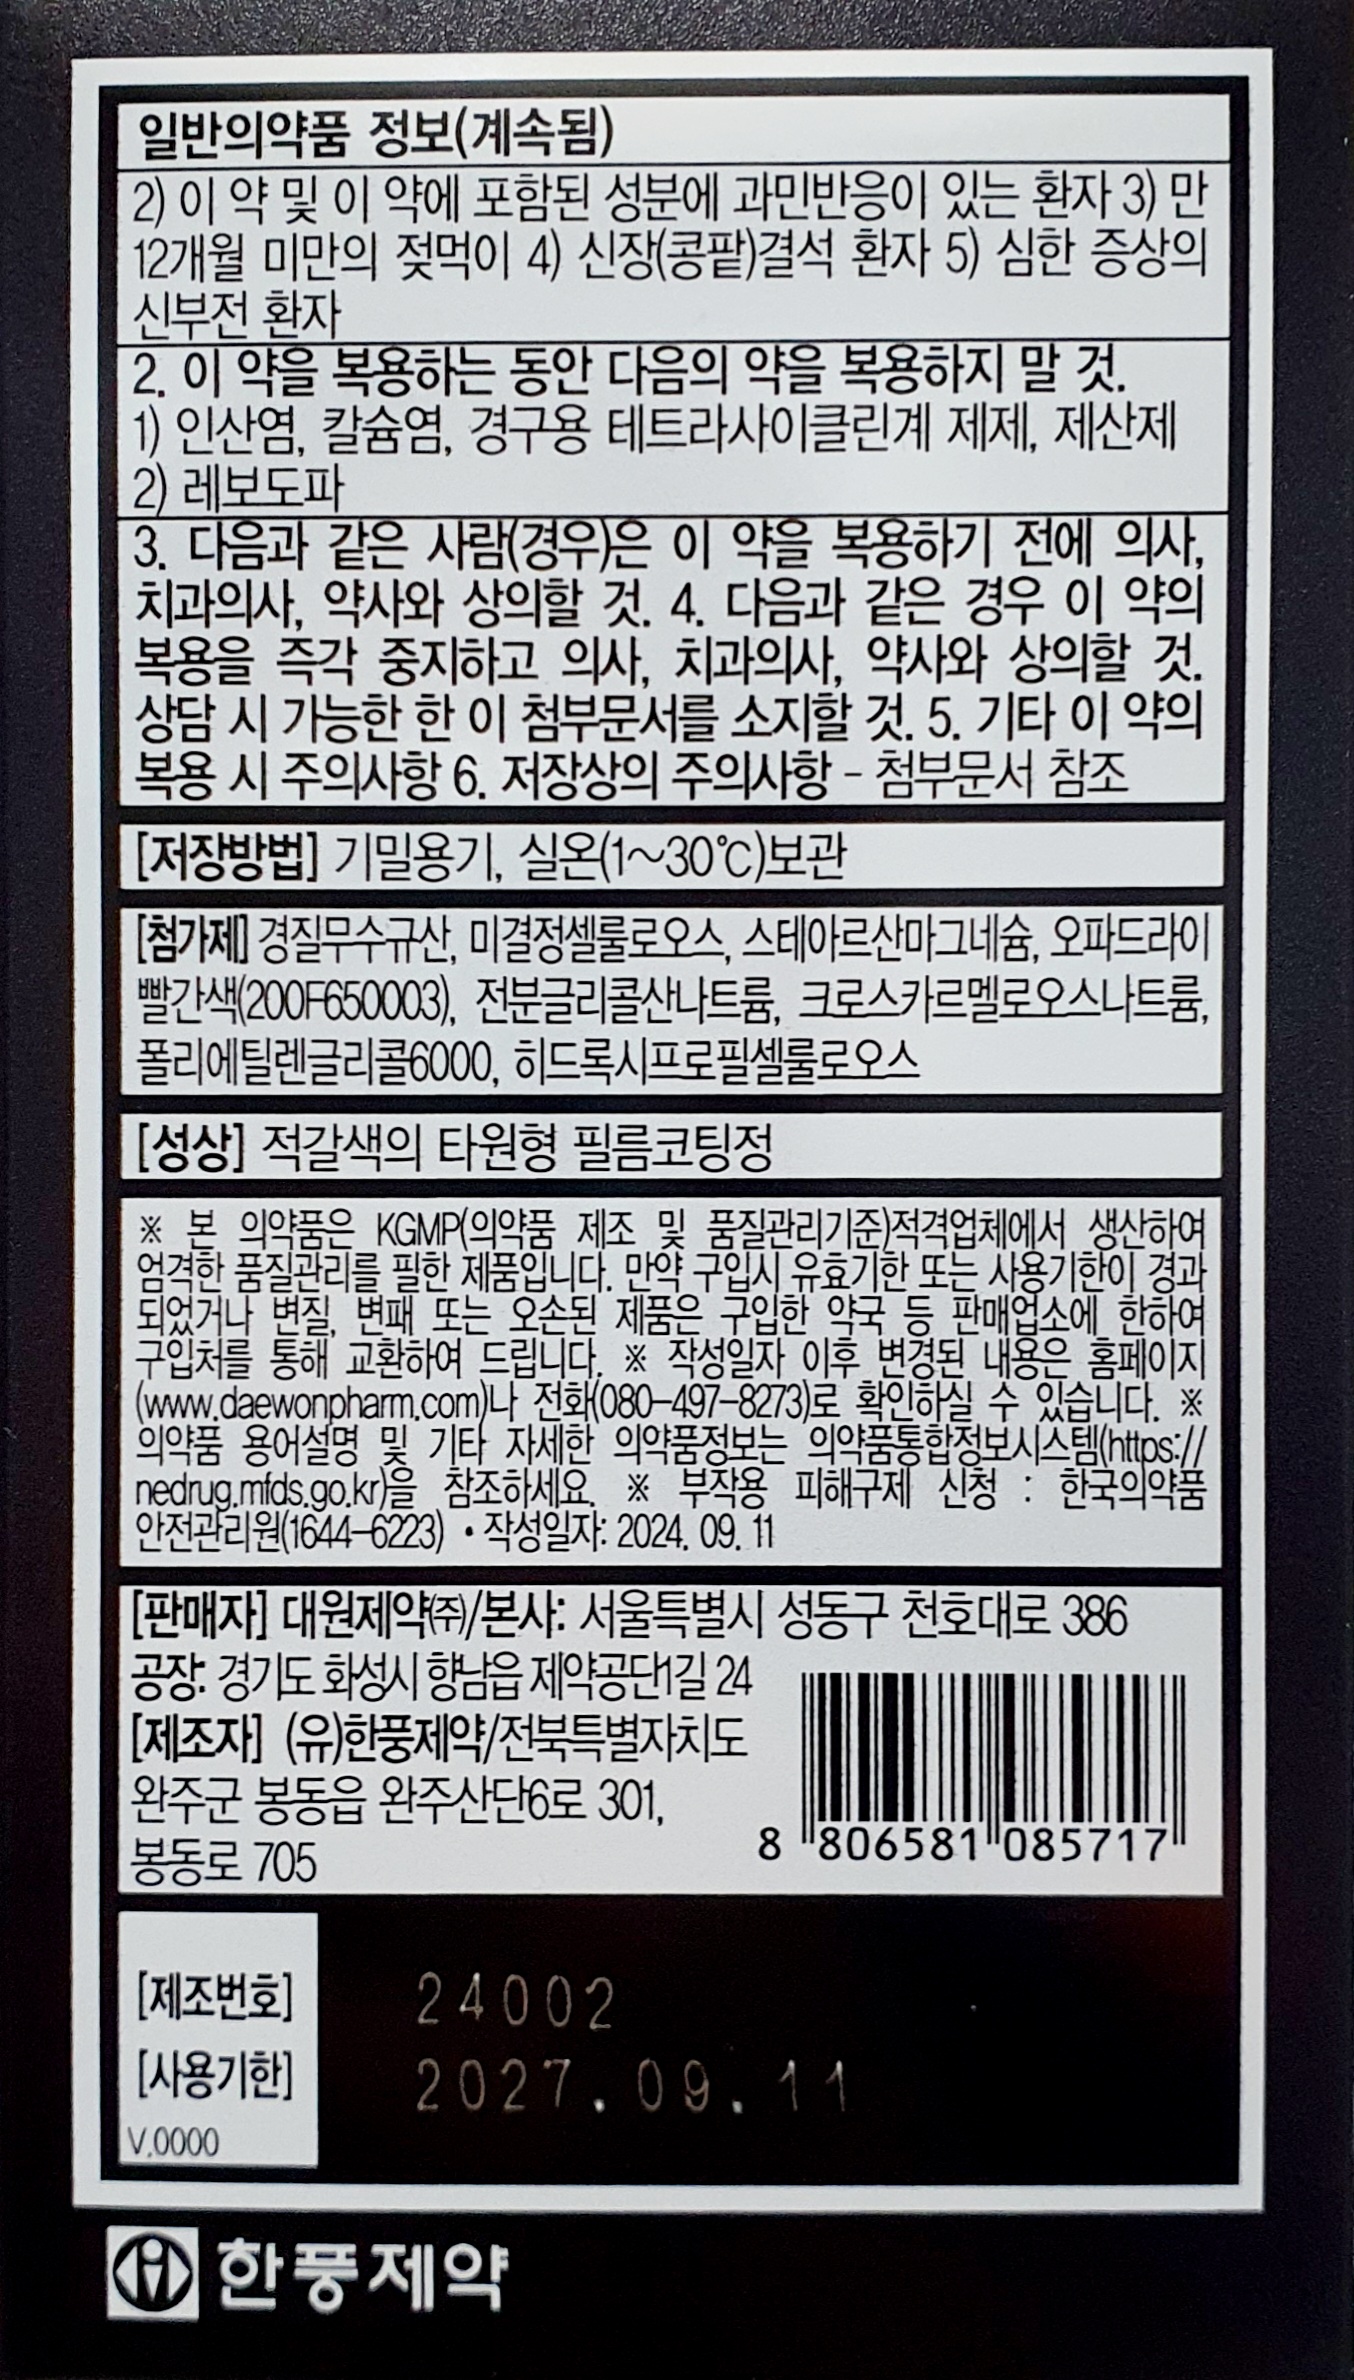 일반의약품 정보(계속됨)
2) 이 약 및 이 약에 포함된 성분에 과민반응이 있는 환자 3) 만
12개월 미만의 젖먹이 4) 신장(콩팥)결석 환자 5) 심한 증상의
신부전 환자
2. 이 약을 복용하는 동안 다음의 약을 복용하지 말 것.
1) 인산염, 칼슘염, 경구용 테트라사이클린계 제제, 제산제
2) 레보도파
3. 다음과 같은 사람(경우)은 이 약을 복용하기 전에 의사,
치과의사, 약사와 상의할 것. 4. 다음과 같은 경우 이 약의
복용을 즉각 중지하고 의사, 치과의사, 약사와 상의할 것.
상담 시 가능한 한 이 첨부문서를 소지할 것. 5. 기타 이 약의
복용 시 주의사항 6. 저장상의 주의사항 - 첨부문서 참조
[저장방법] 기밀용기, 실온(1~30℃)보관
[첨가제] 경질무수규산, 미결정셀룰로오스, 스테아르산마그네슘, 오파드라이
빨간색(200F650003), 전분글리콜산나트륨, 크로스카르멜로오스나트륨,
폴리에틸렌글리콜6000, 히드록시프로필셀룰로오스
[성상] 적갈색의 타원형 필름코팅정
※ 본 의약품은 KGMP(의약품 제조 및 품질관리기준)적격업체에서 생산하여
엄격한 품질관리를 필한 제품입니다. 만약 구입시 유효기한 또는 사용기한이 경과
되었거나 변질, 변패 또는 오손된 제품은 구입한 약국 등 판매업소에 한하여
구입처를 통해 교환하여 드립니다. ※ 작성일자 이후 변경된 내용은 홈페이지
(www.daewonpharm.com)나 전화(080-497-8273)로 확인하실 수 있습니다. ※
의약품 용어설명 및 기타 자세한 의약품정보는 의약품통합정보시스템(https://
nedrug.mfds.go.kr)을 참조하세요. ※ 부작용 피해구제 신청 : 한국의약품
안전관리원(1644-6223) • 작성일자: 2024. 09. 11
[판매자] 대원제약㈜/본사: 서울특별시 성동구 천호대로 386
공장: 경기도 화성시 향남읍 제약공단1길 24
[제조자] (유)한풍제약/전북특별자치도
완주군 봉동읍 완주산단6로 301,
봉동로 705
8 806581 085717
[제조번호] 24002
[사용기한] 2027.09.11
V.0000
한풍제약